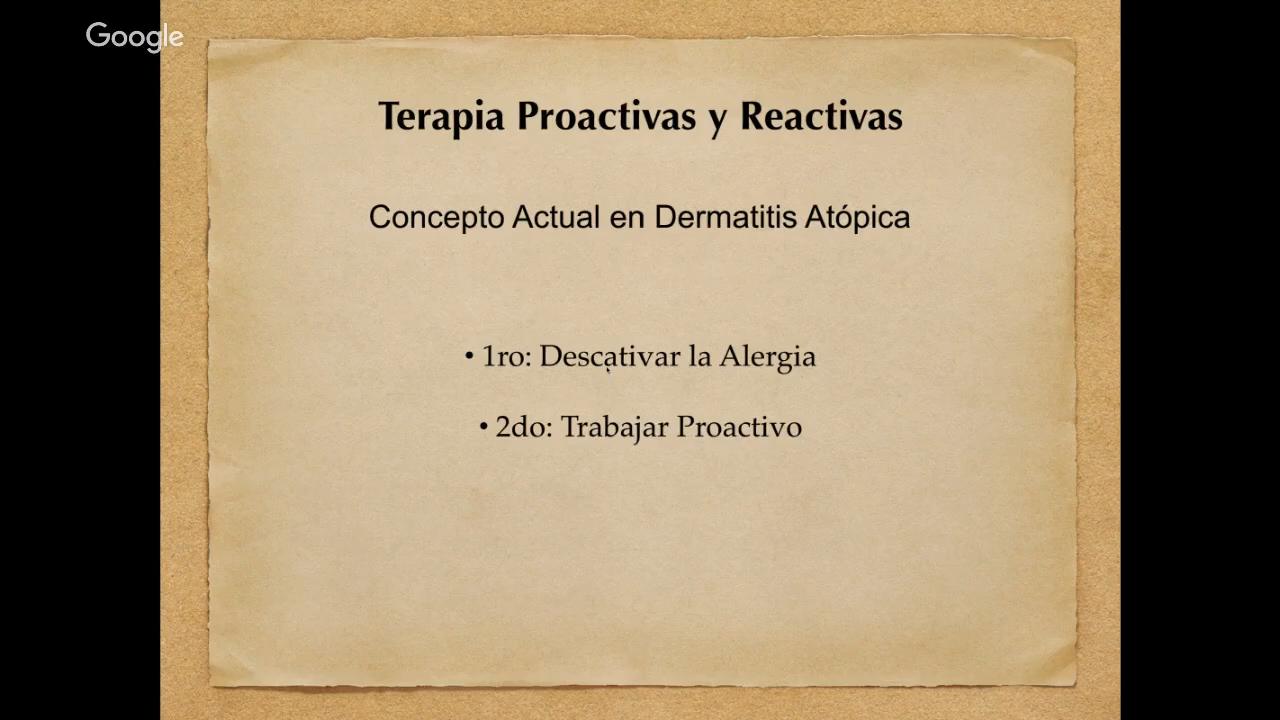 Google
Terapia Proactivas y Reactivas
Concepto Actual en Dermatitis Atópica
• 1ro: Descativar la Alergia
• 2do: Trabajar Proactivo